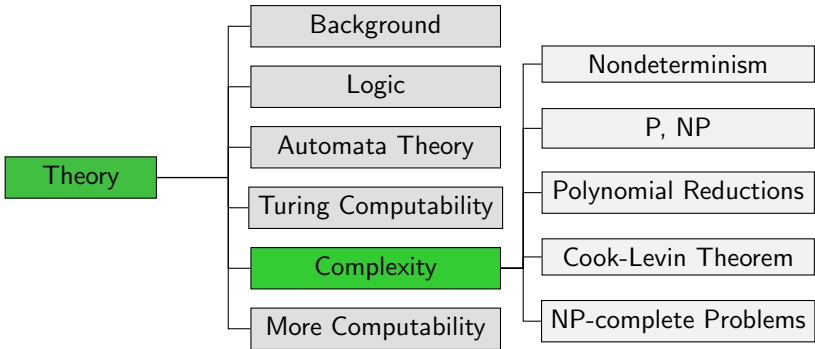 Theory
Background
Logic
Automata Theory
Turing Computability
Complexity
More Computability
Nondeterminism
P, NP
Polynomial Reductions
Cook-Levin Theorem
NP-complete Problems